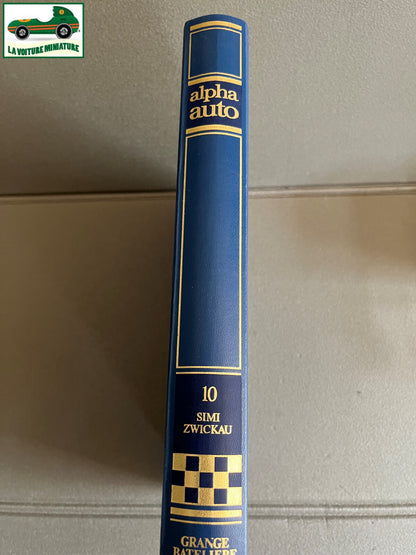 LA VOITURE MINIATURE
alpha
auto
10
SIMI
ZWICKAU
GRANGE
BATELIERE